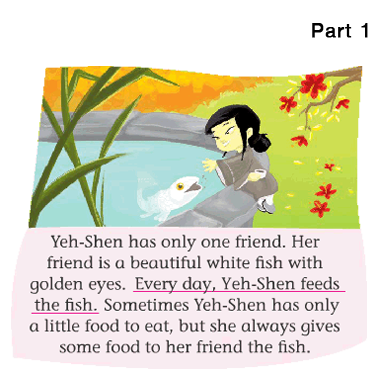 Part 1
Yeh-Shen has only one friend. Her
friend is a beautiful white fish with
golden eyes. Every day, Yeh-Shen feeds
the fish. Sometimes Yeh-Shen has only
a little food to eat, but she always gives
some food to her friend the fish.